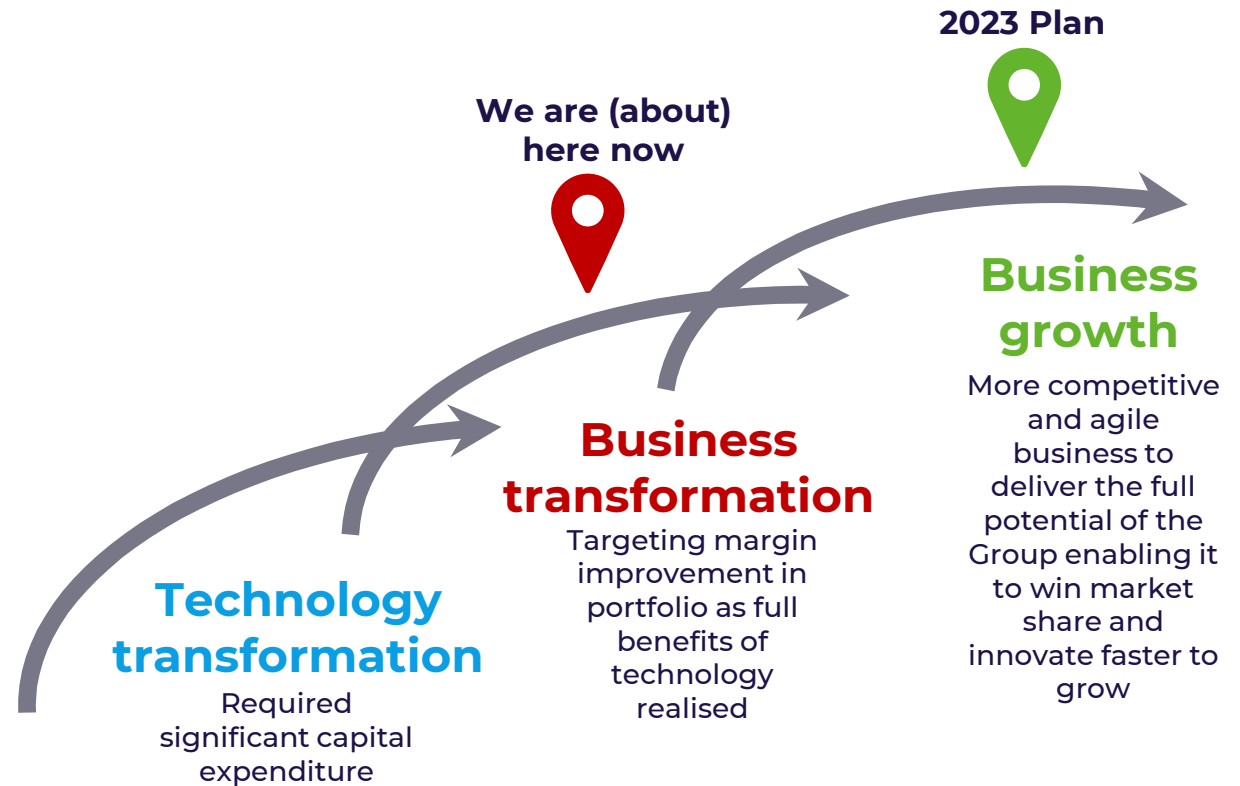 2023 Plan
We are (about)
here now
Business
growth
More competitive
and agile
business to
deliver the full
potential of the
Group enabling it
to win market
share and
innovate faster to
grow
Business
transformation
Targeting margin
improvement in
portfolio as full
benefits of
technology
realised
Technology
transformation
Required
significant capital
expenditure